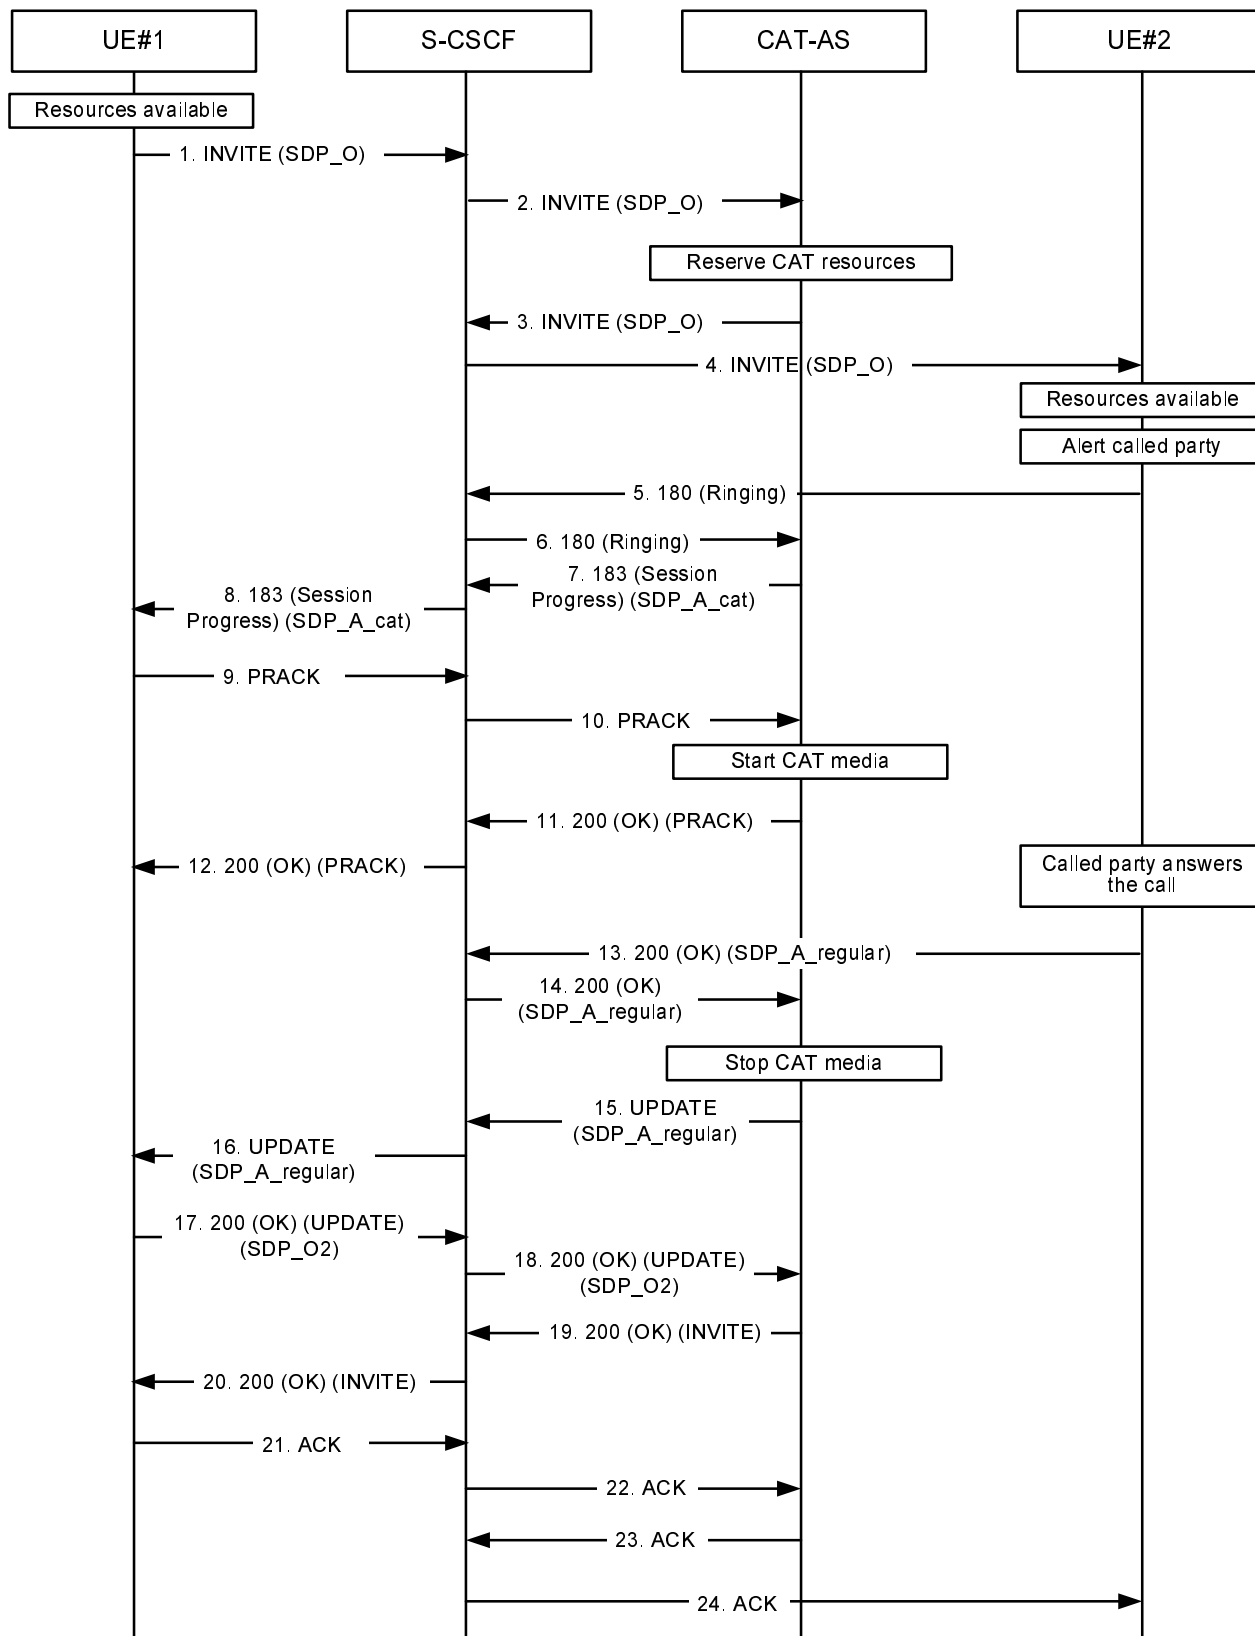 UE#1
S-CSCF
CAT-AS
UE#2
Resources available
1. INVITE (SDP_O)
2. INVITE (SDP_O)
Reserve CAT resources
3. INVITE (SDP_O)
4. INVITE (SDP_O)
Resources available
Alert called party
5. 180 (Ringing)
6. 180 (Ringing)
7. 183 (Session
Progress) (SDP_A_cat)
8. 183 (Session
Progress) (SDP_A_cat)
9. PRACK
10. PRACK
Start CAT media
11. 200 (OK) (PRACK)
12. 200 (OK) (PRACK)
Called party answers
the call
13. 200 (OK) (SDP_A_regular)
14. 200 (OK)
(SDP_A_regular)
Stop CAT media
15. UPDATE
(SDP_A_regular)
16. UPDATE
(SDP_A_regular)
17. 200 (OK) (UPDATE)
(SDP_O2)
18. 200 (OK) (UPDATE)
(SDP_O2)
19. 200 (OK) (INVITE)
20. 200 (OK) (INVITE)
21. ACK
22. ACK
23. ACK
24. ACK